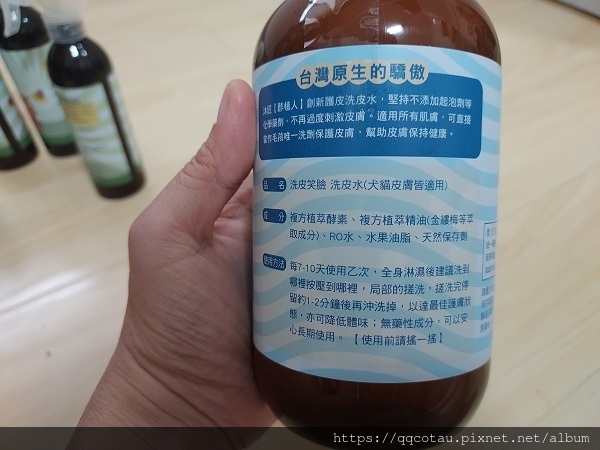 台灣原生的驕傲
沐匠【靜植人】創新護皮洗皮水，堅持不添加起泡劑等
化學藥劑，不再過度刺激皮膚。適用所有肌膚，可直接
當作毛孩唯一洗劑保護皮膚，幫助皮膚保持健康。
品 名 洗皮笑臉 洗皮水(犬貓皮膚皆適用)
成 分 複方植萃酵素、複方植萃精油(金縷梅等萃
取成分)、RO水、水果油脂、天然保存劑
使用方法 每7-10天使用乙次，全身淋濕後建議洗到
哪裡按壓到哪裡，局部的搓洗，搓洗完停
留約1-2分鐘後再沖洗掉，以達最佳護膚狀
態，亦可降低體味；無藥性成分，可以安
心長期使用。【使用前請搖一搖】
https://qqcotau.pixnet.net/album